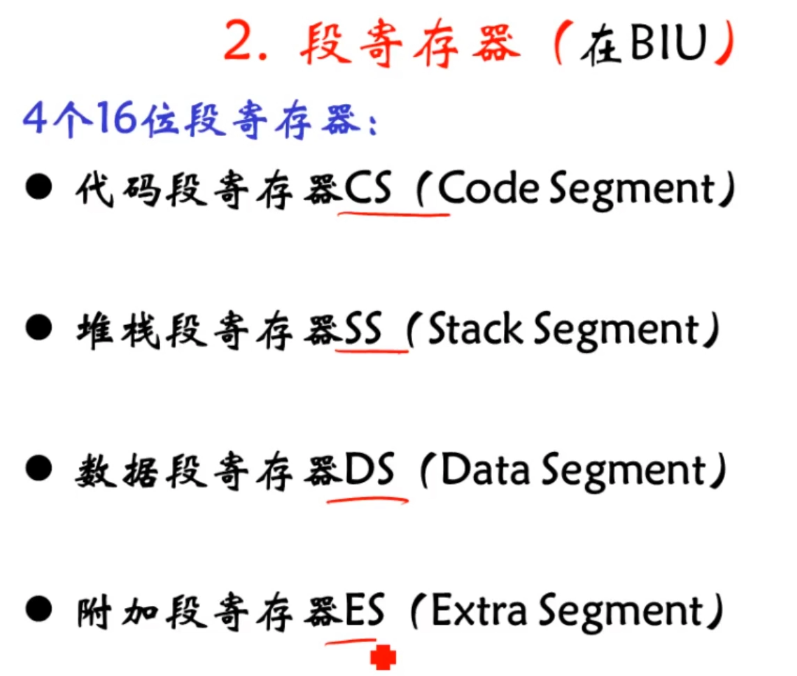 2. 段寄存器（在BIU）
4个16位段寄存器：
● 代码段寄存器CS（Code Segment）
● 堆栈段寄存器SS（Stack Segment）
● 数据段寄存器DS（Data Segment）
● 附加段寄存器ES（Extra Segment）